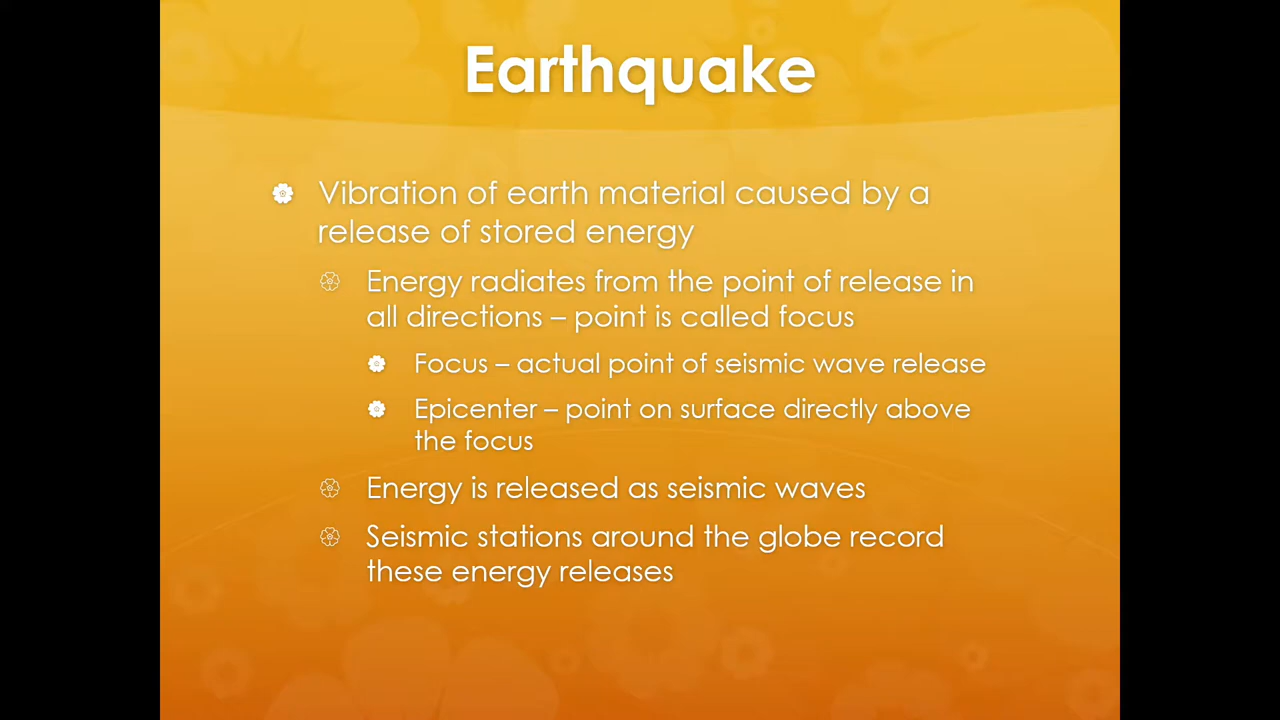 Earthquake
Vibration of earth material caused by a
release of stored energy
Energy radiates from the point of release in
all directions – point is called focus
Focus – actual point of seismic wave release
Epicenter – point on surface directly above
the focus
Energy is released as seismic waves
Seismic stations around the globe record
these energy releases